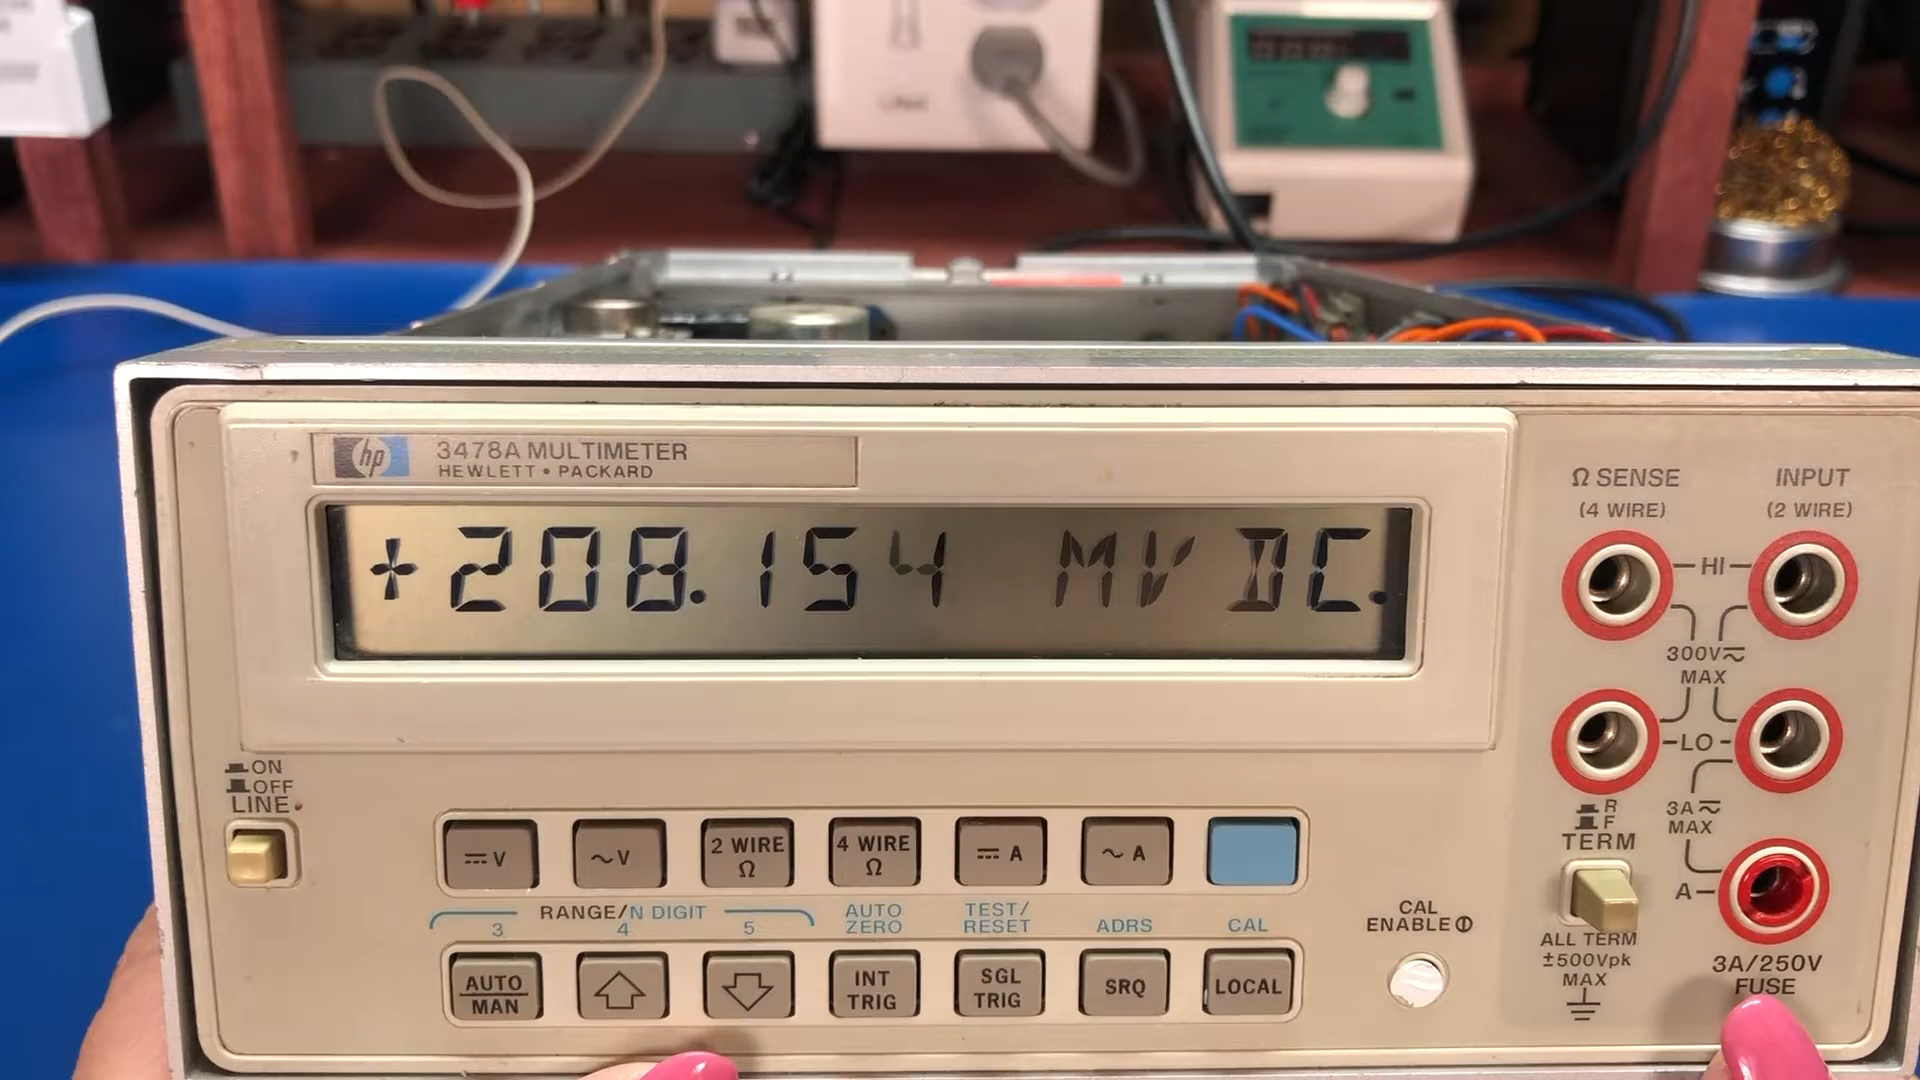 hp
3478A MULTIMETER
HEWLETT • PACKARD
+208.154 MV DC.
Ω SENSE
(4 WIRE)
INPUT
(2 WIRE)
HI
300V⎓~
MAX
LO
3A⎓~
MAX
R
F
TERM
A
ALL TERM
±500Vpk
MAX
3A/250V
FUSE
ON
OFF
LINE
⎓ V
~ V
2 WIRE
Ω
4 WIRE
Ω
⎓ A
~ A
RANGE/N DIGIT
3 4 5
AUTO
ZERO
TEST/
RESET
ADRS
CAL
CAL
ENABLE
AUTO
MAN
INT
TRIG
SGL
TRIG
SRQ
LOCAL